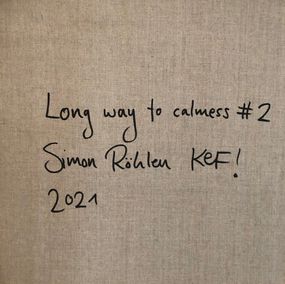 Long way to calmess #2
Simon Röhlen KeF!
2021